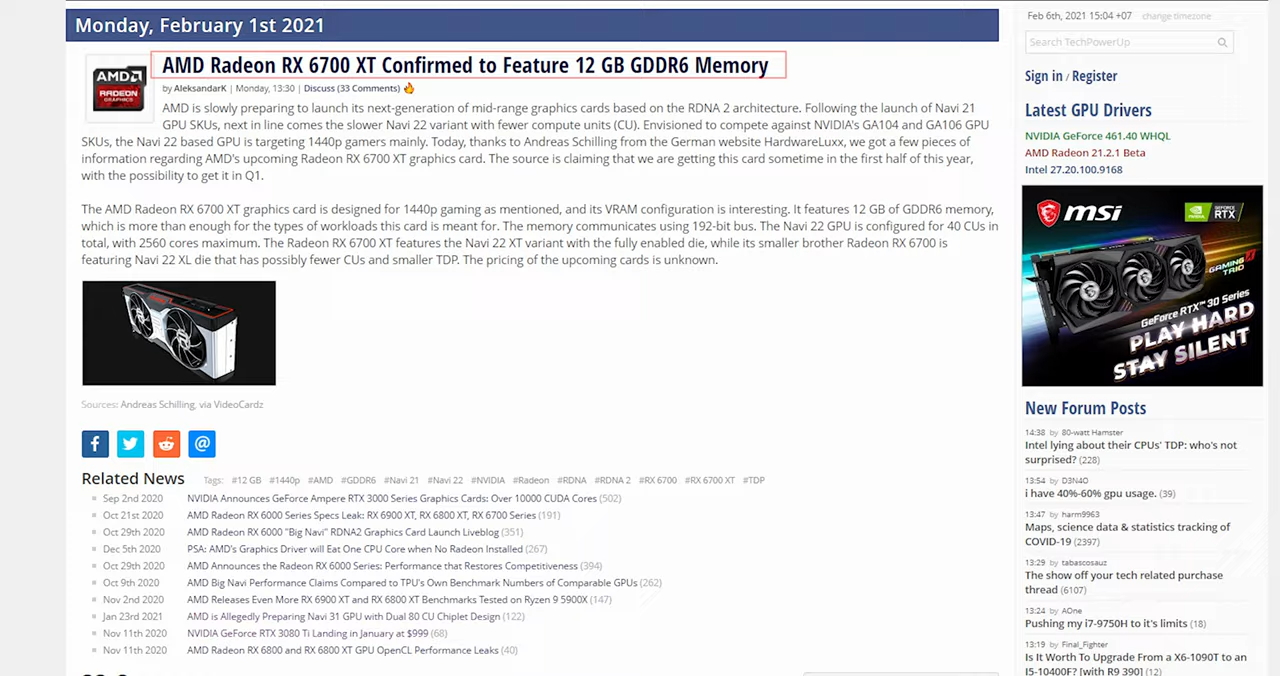 Monday, February 1st 2021
AMD
RADEON
GRAPHICS
AMD Radeon RX 6700 XT Confirmed to Feature 12 GB GDDR6 Memory
by AleksandarK | Monday, 13:30 | Discuss (33 Comments)
AMD is slowly preparing to launch its next-generation of mid-range graphics cards based on the RDNA 2 architecture. Following the launch of Navi 21
GPU SKUs, next in line comes the slower Navi 22 variant with fewer compute units (CU). Envisioned to compete against NVIDIA's GA104 and GA106 GPU
SKUs, the Navi 22 based GPU is targeting 1440p gamers mainly. Today, thanks to Andreas Schilling from the German website HardwareLuxx, we got a few pieces of
information regarding AMD's upcoming Radeon RX 6700 XT graphics card. The source is claiming that we are getting this card sometime in the first half of this year,
with the possibility to get it in Q1.
The AMD Radeon RX 6700 XT graphics card is designed for 1440p gaming as mentioned, and its VRAM configuration is interesting. It features 12 GB of GDDR6 memory,
which is more than enough for the types of workloads this card is meant for. The memory communicates using 192-bit bus. The Navi 22 GPU is configured for 40 CUs in
total, with 2560 cores maximum. The Radeon RX 6700 XT features the Navi 22 XT variant with the fully enabled die, while its smaller brother Radeon RX 6700 is
featuring Navi 22 XL die that has possibly fewer CUs and smaller TDP. The pricing of the upcoming cards is unknown.
Sources: Andreas Schilling, via VideoCardz
Related News Tags: #12 GB #1440p #AMD #GDDR6 #Navi 21 #Navi 22 #NVIDIA #Radeon #RDNA #RDNA 2 #RX 6700 #RX 6700 XT #TDP
Sep 2nd 2020 NVIDIA Announces GeForce Ampere RTX 3000 Series Graphics Cards: Over 10000 CUDA Cores (502)
Oct 21st 2020 AMD Radeon RX 6000 Series Specs Leak: RX 6900 XT, RX 6800 XT, RX 6700 Series (191)
Oct 29th 2020 AMD Radeon RX 6000 "Big Navi" RDNA2 Graphics Card Launch Liveblog (351)
Dec 5th 2020 PSA: AMD's Graphics Driver will Eat One CPU Core when No Radeon Installed (267)
Oct 29th 2020 AMD Announces the Radeon RX 6000 Series: Performance that Restores Competitiveness (394)
Oct 9th 2020 AMD Big Navi Performance Claims Compared to TPU's Own Benchmark Numbers of Comparable GPUs (262)
Nov 2nd 2020 AMD Releases Even More RX 6900 XT and RX 6800 XT Benchmarks Tested on Ryzen 9 5900X (147)
Jan 23rd 2021 AMD is Allegedly Preparing Navi 31 GPU with Dual 80 CU Chiplet Design (122)
Nov 11th 2020 NVIDIA GeForce RTX 3080 Ti Landing in January at $999 (68)
Nov 11th 2020 AMD Radeon RX 6800 and RX 6800 XT GPU OpenCL Performance Leaks (40)
Feb 6th, 2021 15:04 +07 change timezone
Search TechPowerUp
Sign in / Register
Latest GPU Drivers
NVIDIA GeForce 461.40 WHQL
AMD Radeon 21.2.1 Beta
Intel 27.20.100.9168
msi
NVIDIA
GEFORCE
RTX
GAMING X
TRIO
GEFORCE RTX™ 30 Series
PLAY HARD
STAY SILENT
New Forum Posts
14:38 by 80-watt Hamster
Intel lying about their CPUs' TDP: who's not
surprised? (228)
13:54 by D3N4O
i have 40%-60% gpu usage. (39)
13:47 by harm9963
Maps, science data & statistics tracking of
COVID-19 (2397)
13:29 by tabascosauz
The show off your tech related purchase
thread (6107)
13:24 by AOne
Pushing my i7-9750H to it's limits (18)
13:19 by Final_Fighter
Is It Worth To Upgrade From a X6-1090T to an
I5-10400F? [with R9 390] (12)